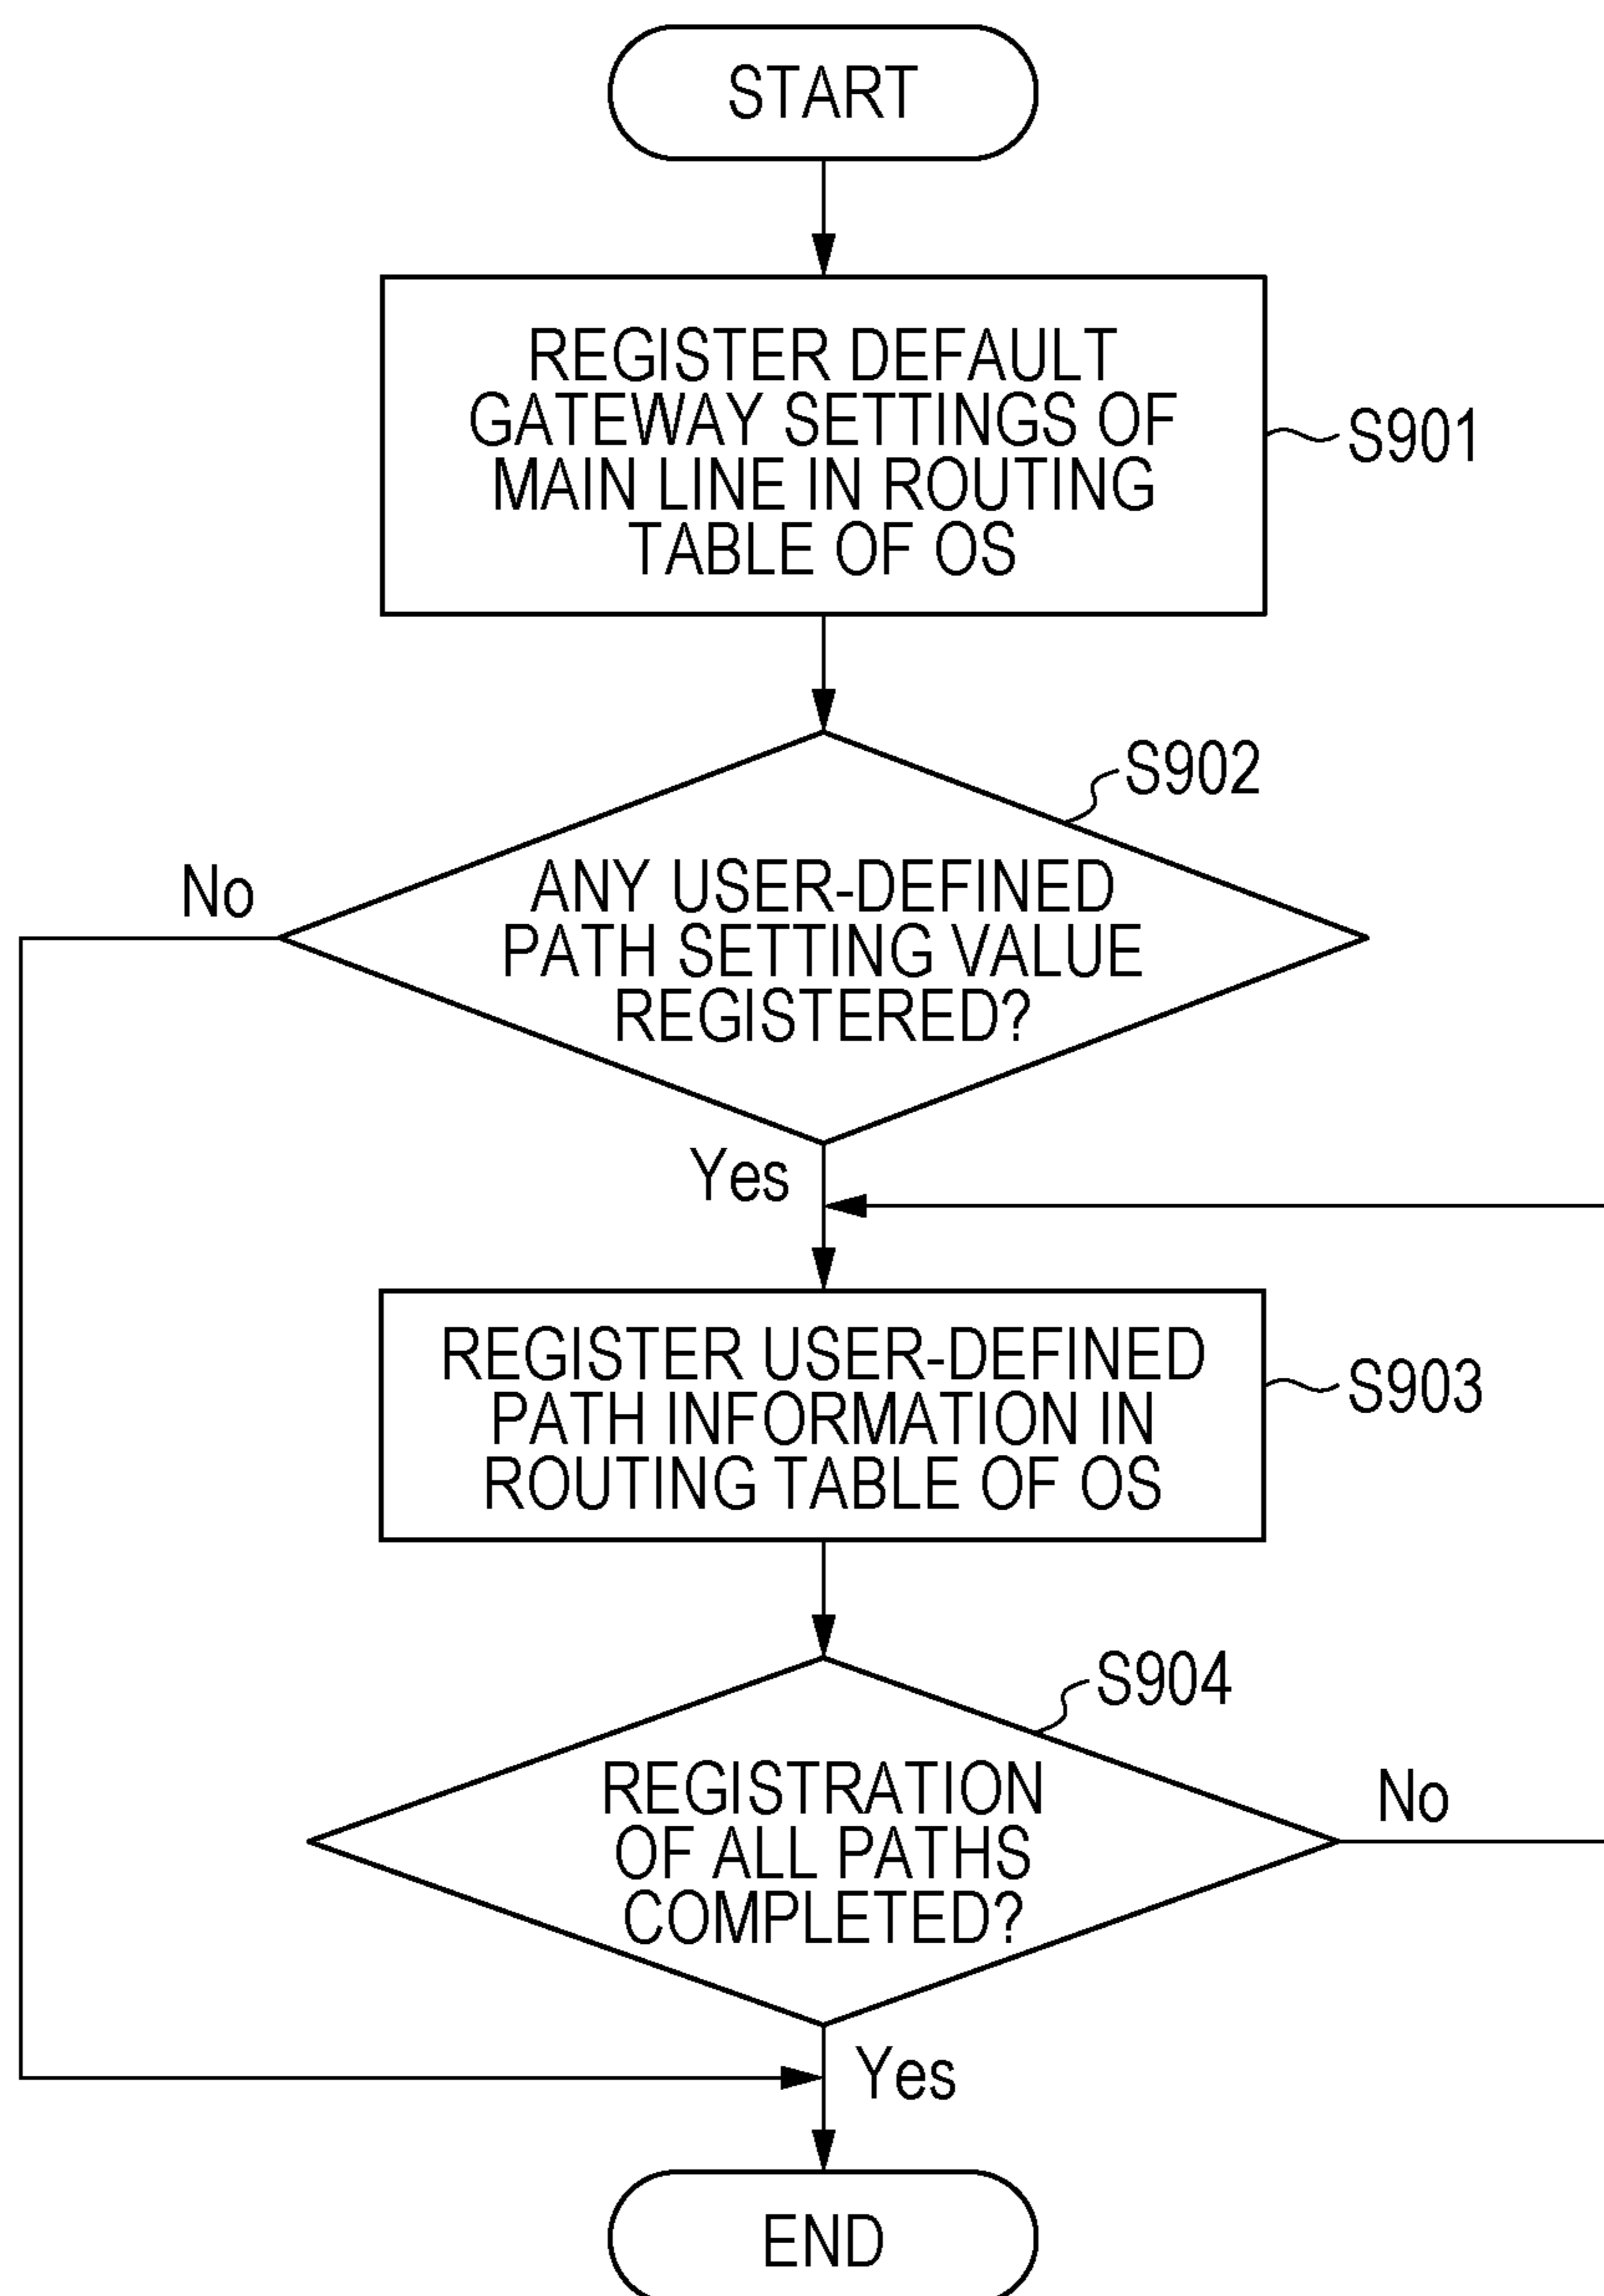 START
REGISTER DEFAULT
GATEWAY SETTINGS OF
MAIN LINE IN ROUTING
TABLE OF OS
S901
S902
ANY USER-DEFINED
PATH SETTING VALUE
REGISTERED?
No
Yes
REGISTER USER-DEFINED
PATH INFORMATION IN
ROUTING TABLE OF OS
S903
S904
REGISTRATION
OF ALL PATHS
COMPLETED?
No
Yes
END